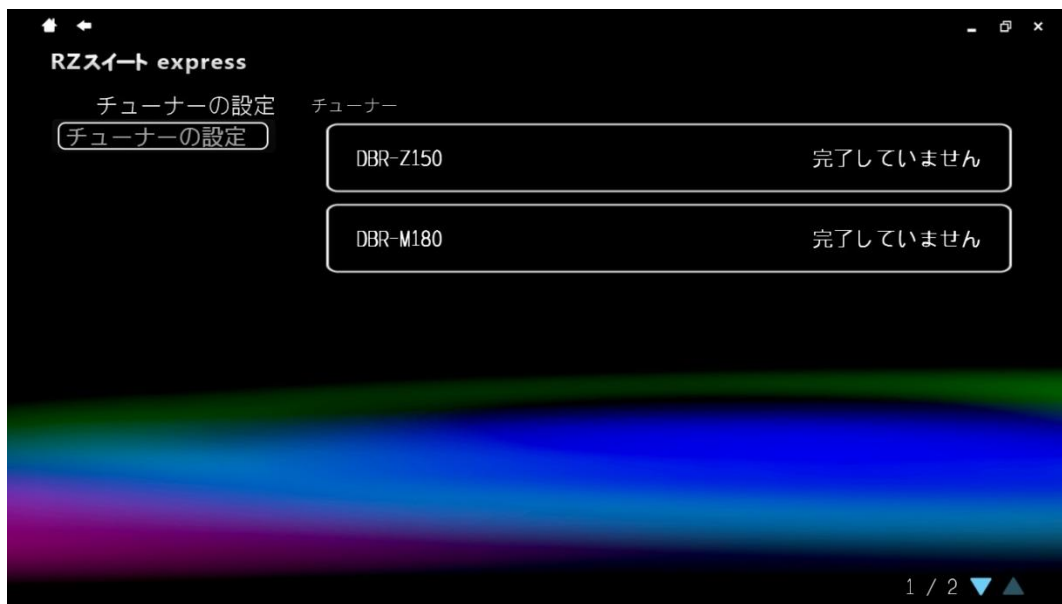 RZスイート express
チューナーの設定
チューナーの設定
チューナー
DBR-Z150 完了していません
DBR-M180 完了していません
1 / 2